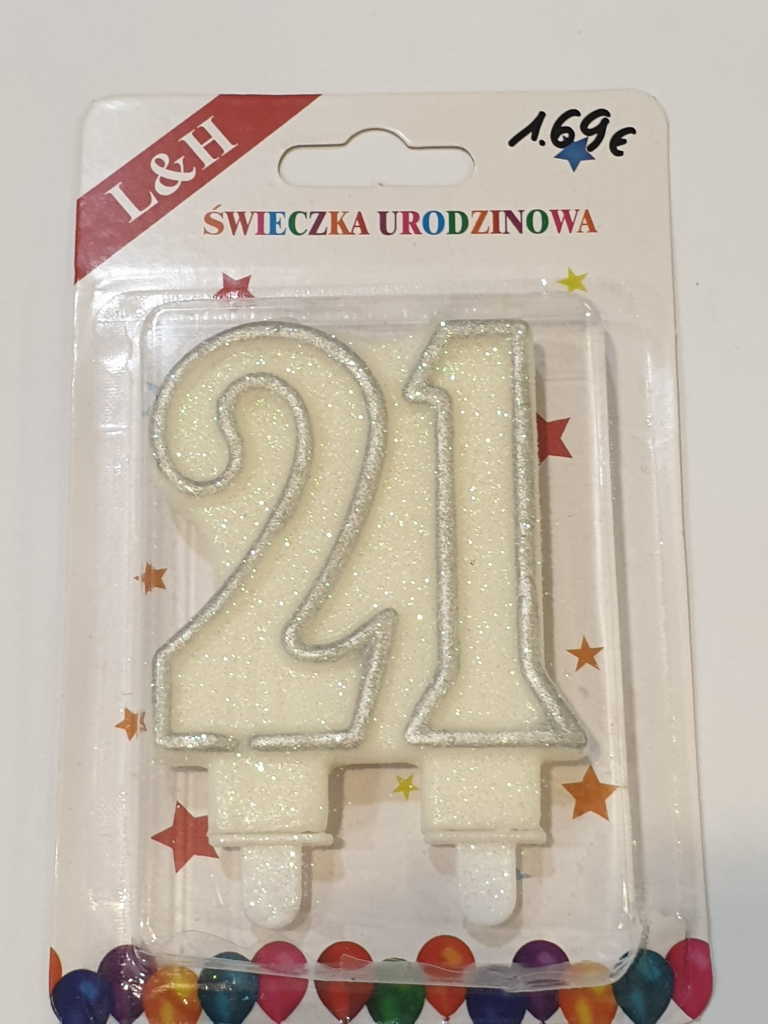 L&H
1.69€
ŚWIECZKA URODZINOWA
21